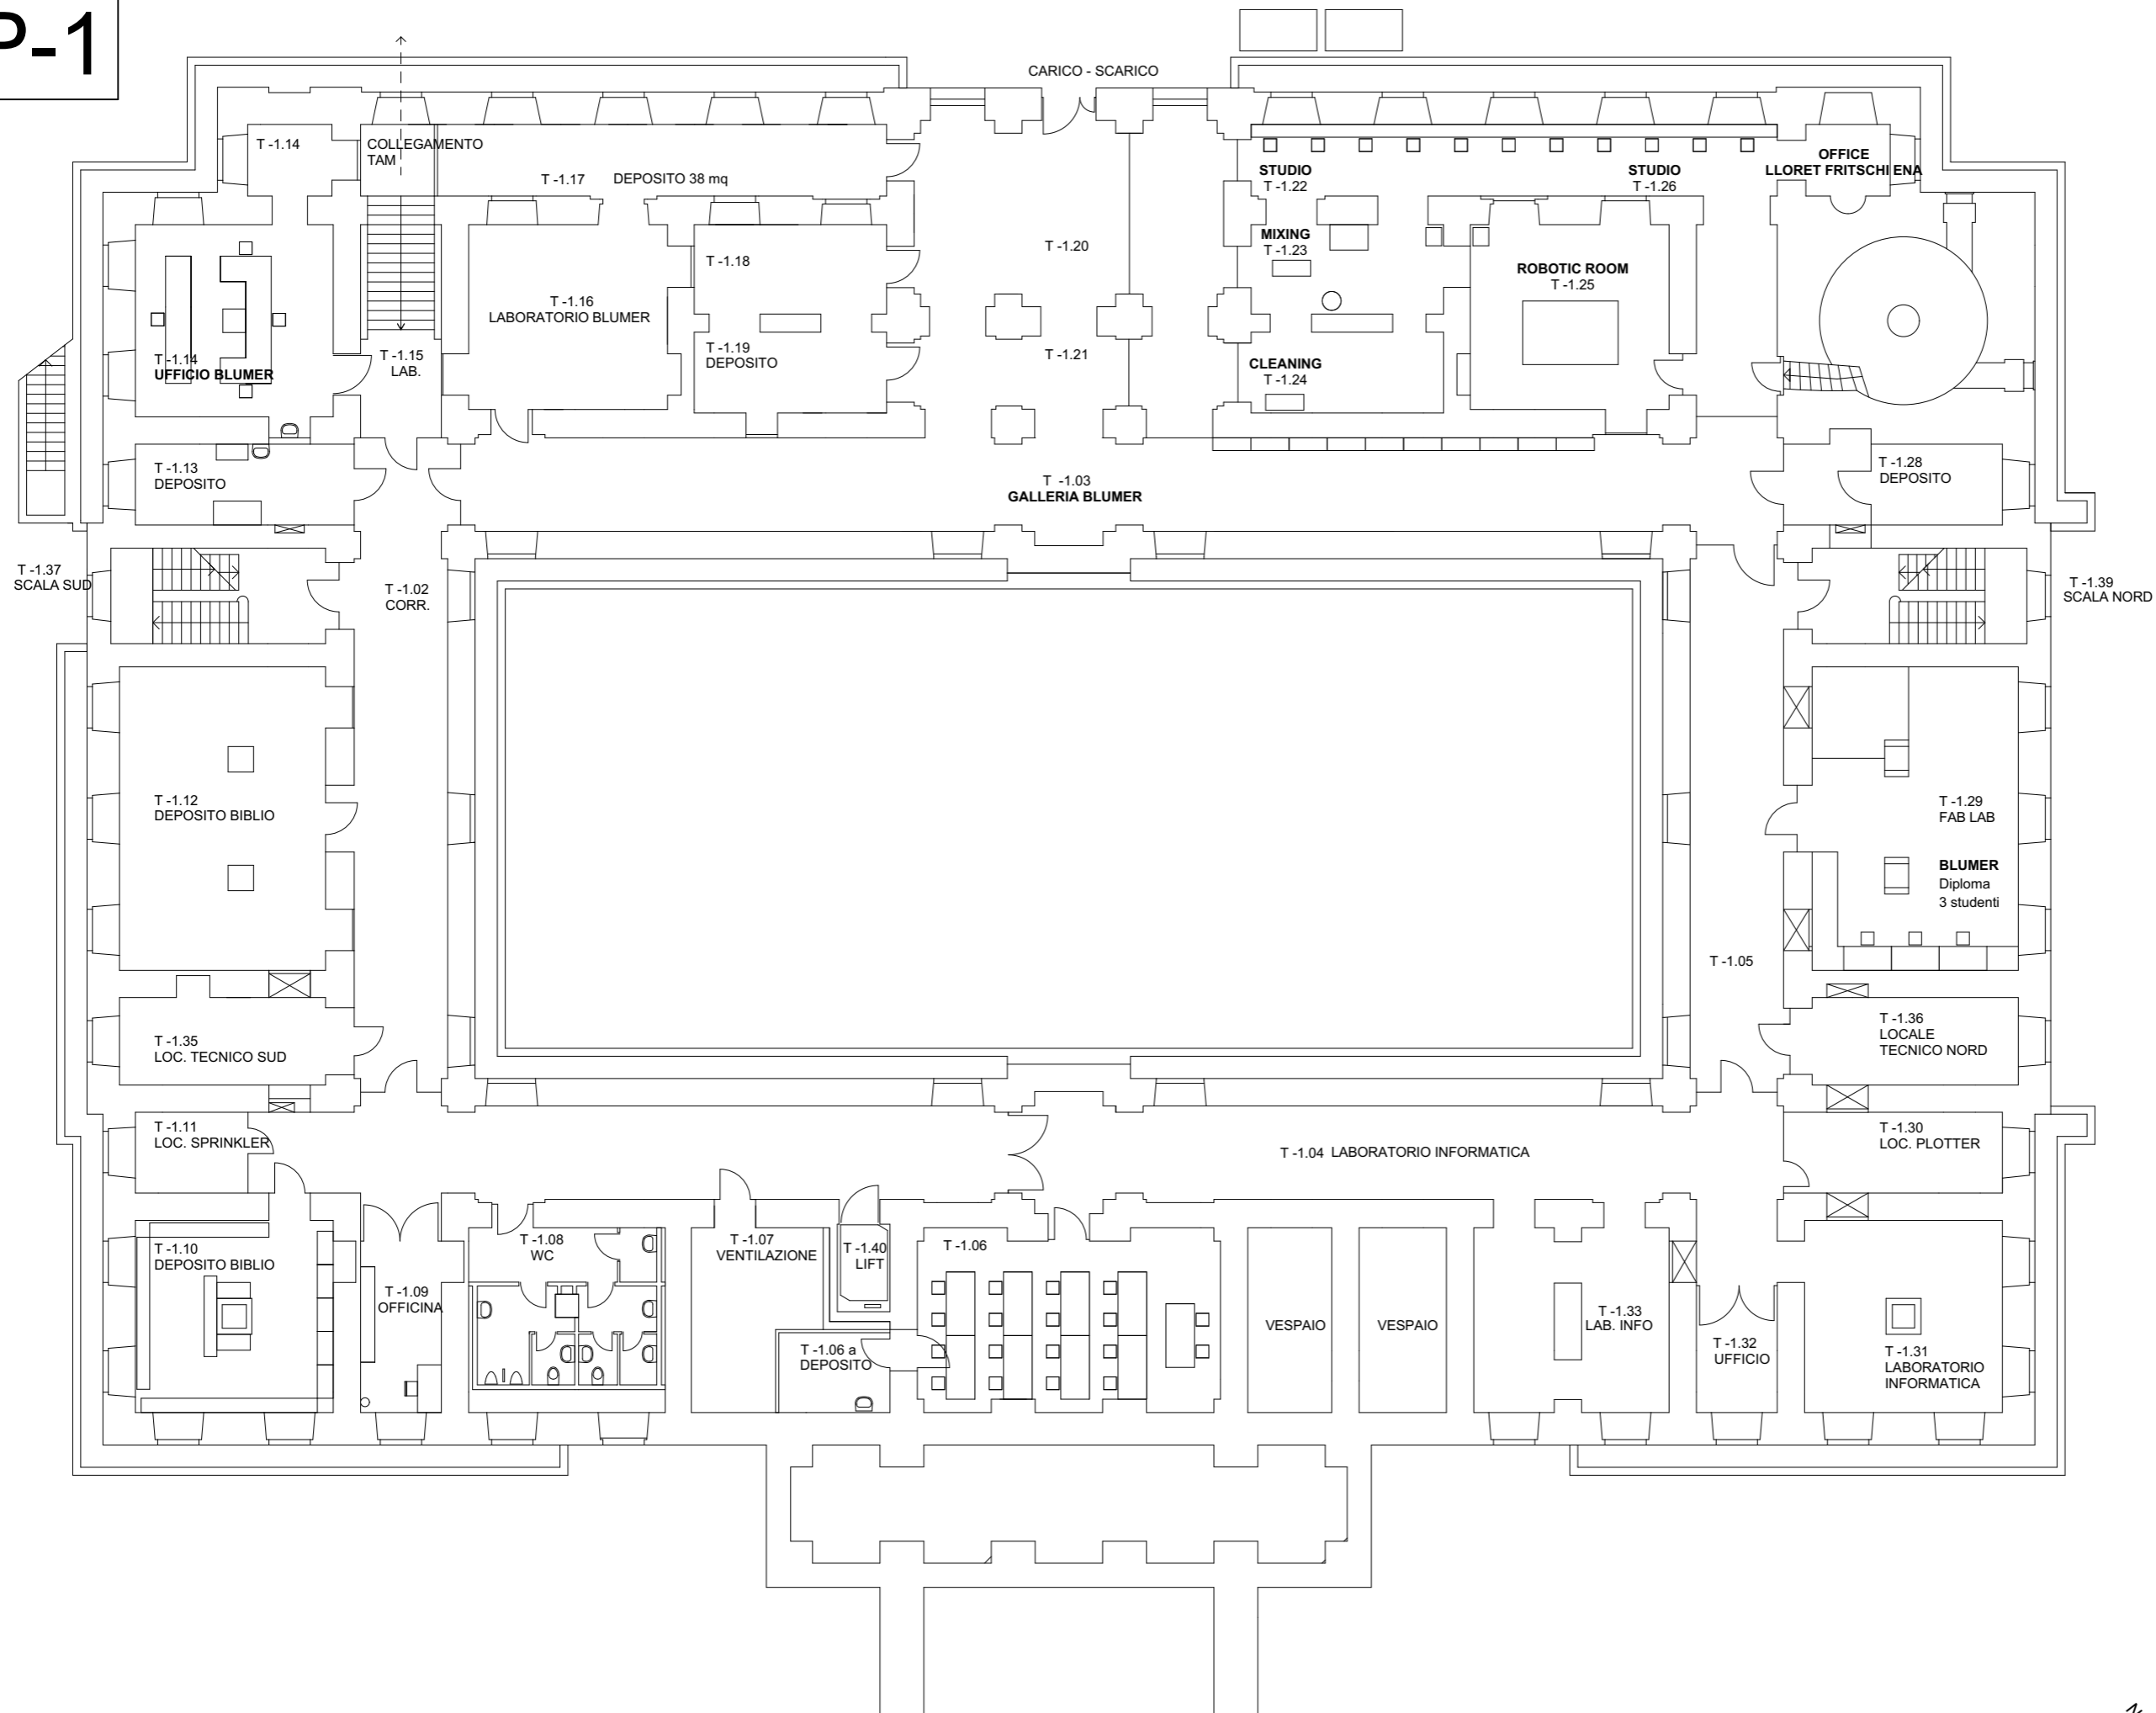 P-1
CARICO - SCARICO
T -1.14
COLLEGAMENTO
TAM
T -1.17 DEPOSITO 38 mq
STUDIO
T -1.22
STUDIO
T -1.26
OFFICE
LLORET FRITSCHI ENA
MIXING
T -1.23
T -1.20
T -1.18
ROBOTIC ROOM
T -1.25
T -1.16
LABORATORIO BLUMER
T -1.14
UFFICIO BLUMER
T -1.15
LAB.
T -1.19
DEPOSITO
T -1.21
CLEANING
T -1.24
T -1.13
DEPOSITO
T -1.03
GALLERIA BLUMER
T -1.28
DEPOSITO
T -1.37
SCALA SUD
T -1.02
CORR.
T -1.39
SCALA NORD
T -1.12
DEPOSITO BIBLIO
T -1.29
FAB LAB
BLUMER
Diploma
3 studenti
T -1.05
T -1.35
LOC. TECNICO SUD
T -1.36
LOCALE
TECNICO NORD
T -1.11
LOC. SPRINKLER
T -1.04 LABORATORIO INFORMATICA
T -1.30
LOC. PLOTTER
T -1.10
DEPOSITO BIBLIO
T -1.09
OFFICINA
T -1.08
WC
T -1.07
VENTILAZIONE
T -1.40
LIFT
T -1.06
T -1.06 a
DEPOSITO
VESPAIO
VESPAIO
T -1.33
LAB. INFO
T -1.32
UFFICIO
T -1.31
LABORATORIO
INFORMATICA